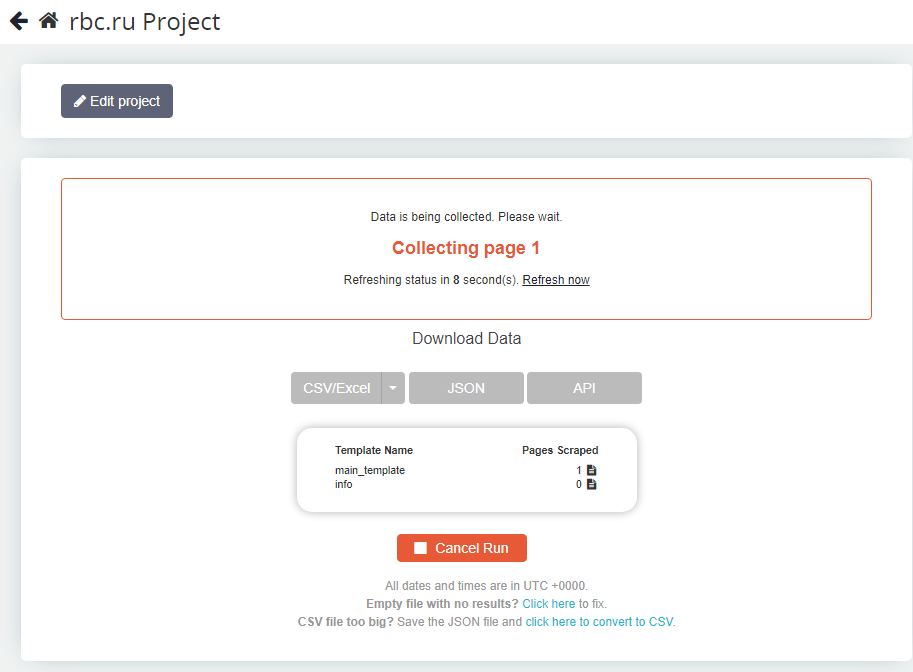 rbc.ru Project
Edit project
Data is being collected. Please wait.
Collecting page 1
Refreshing status in 8 second(s). Refresh now
Download Data
CSV/Excel JSON API
Template Name Pages Scraped
main_template 1
info 0
Cancel Run
All dates and times are in UTC +0000.
Empty file with no results? Click here to fix.
CSV file too big? Save the JSON file and click here to convert to CSV.